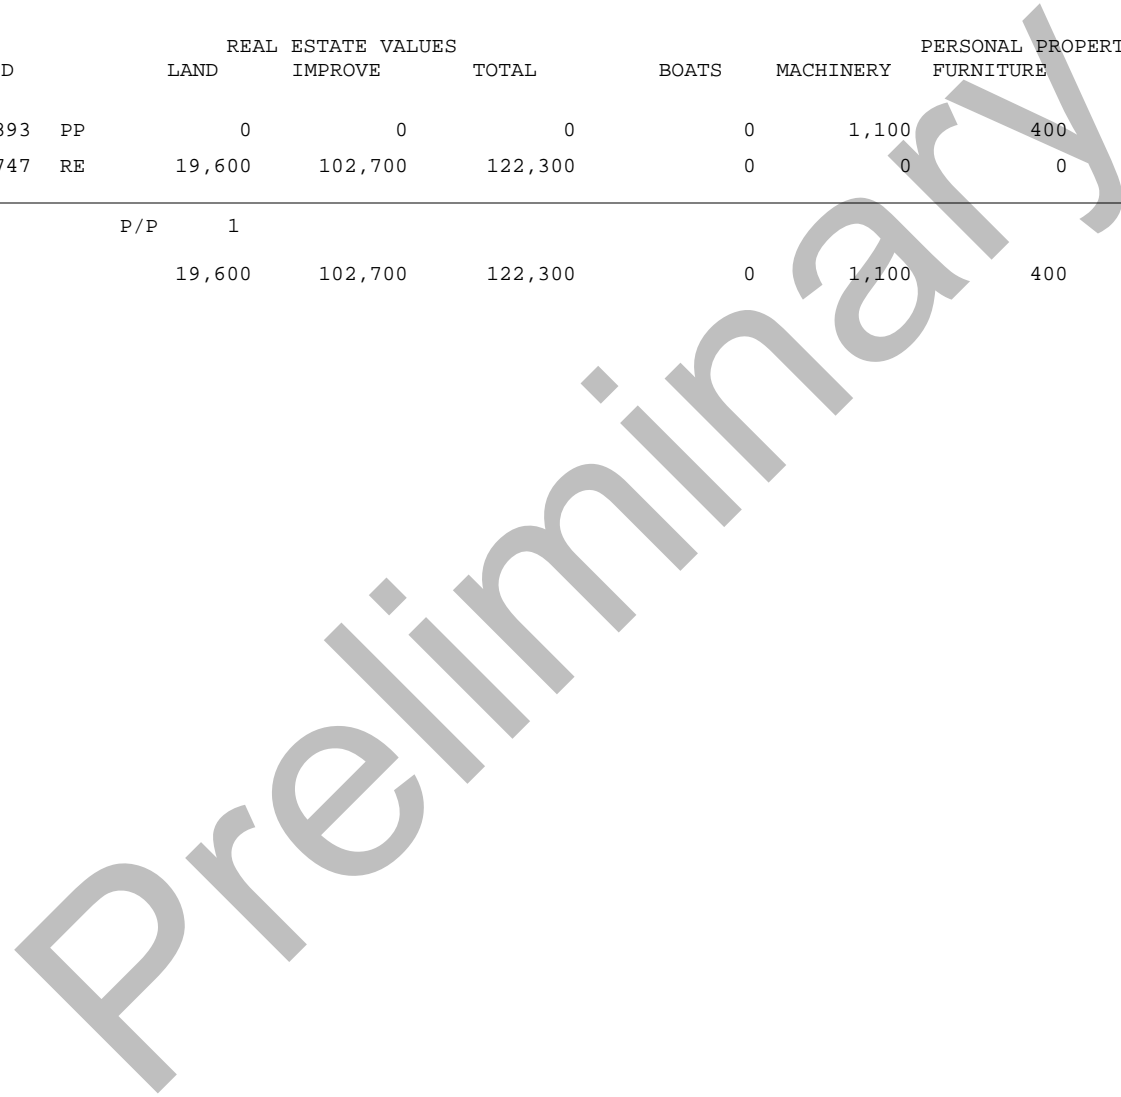 REAL ESTATE VALUES PERSONAL PROPERT
D LAND IMPROVE TOTAL BOATS MACHINERY FURNITURE
393 PP 0 0 0 0 1,100 400
747 RE 19,600 102,700 122,300 0 0 0
P/P 1
19,600 102,700 122,300 0 1,100 400
Preliminary